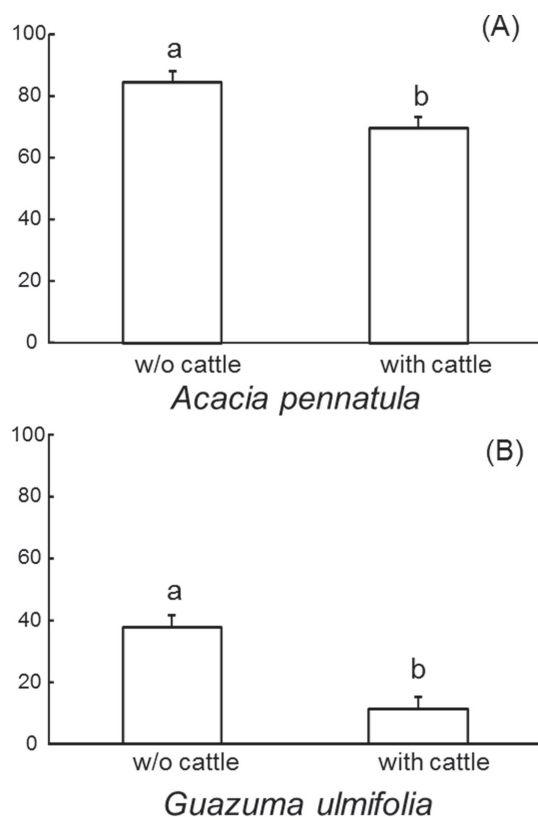 (A)
100
80
60
40
20
0
a
b
w/o cattle with cattle
Acacia pennatula
(B)
100
80
60
40
20
0
a
b
w/o cattle with cattle
Guazuma ulmifolia